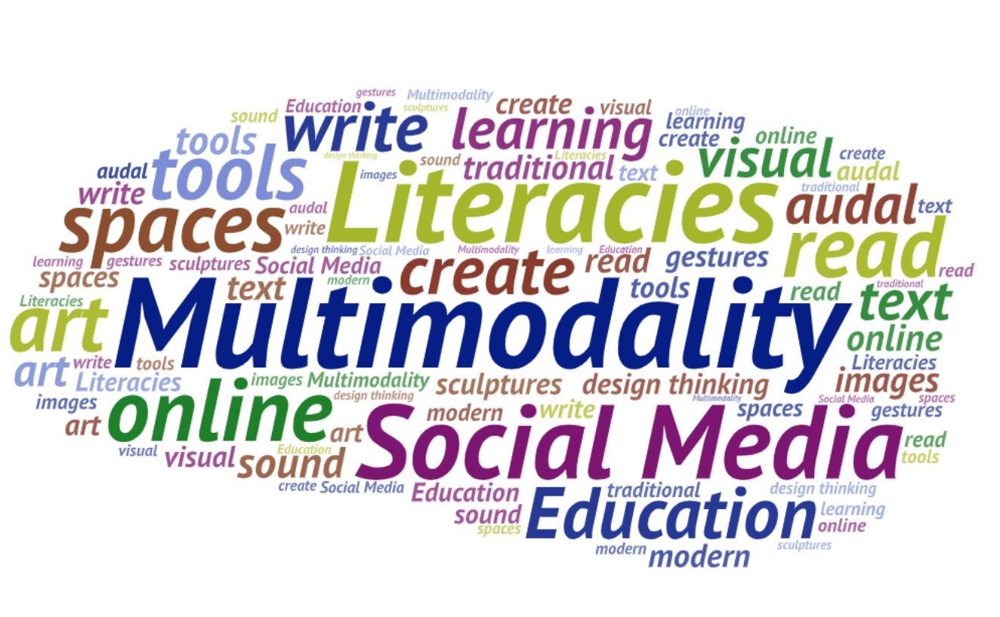 gestures Multimodality
Education sculptures create visual online
sound write learning learning
tools create online
design thinking Literacies visual create
audal tools sound traditional text audal
images Literacies traditional
write audal audal text
spaces write read
design thinking Social Media Multimodality learning Education
learning gestures sculptures Social Media create read gestures read
spaces text modern tools read traditional
Literacies text
art Multimodality online
art write tools Literacies
Literacies images Multimodality sculptures design thinking images
images online design thinking Multimodality Social Media spaces
art art modern write spaces gestures
visual visual Education Social Media read
sound tools
create Social Media Education traditional design thinking
sound Education learning
spaces online
modern modern sculptures